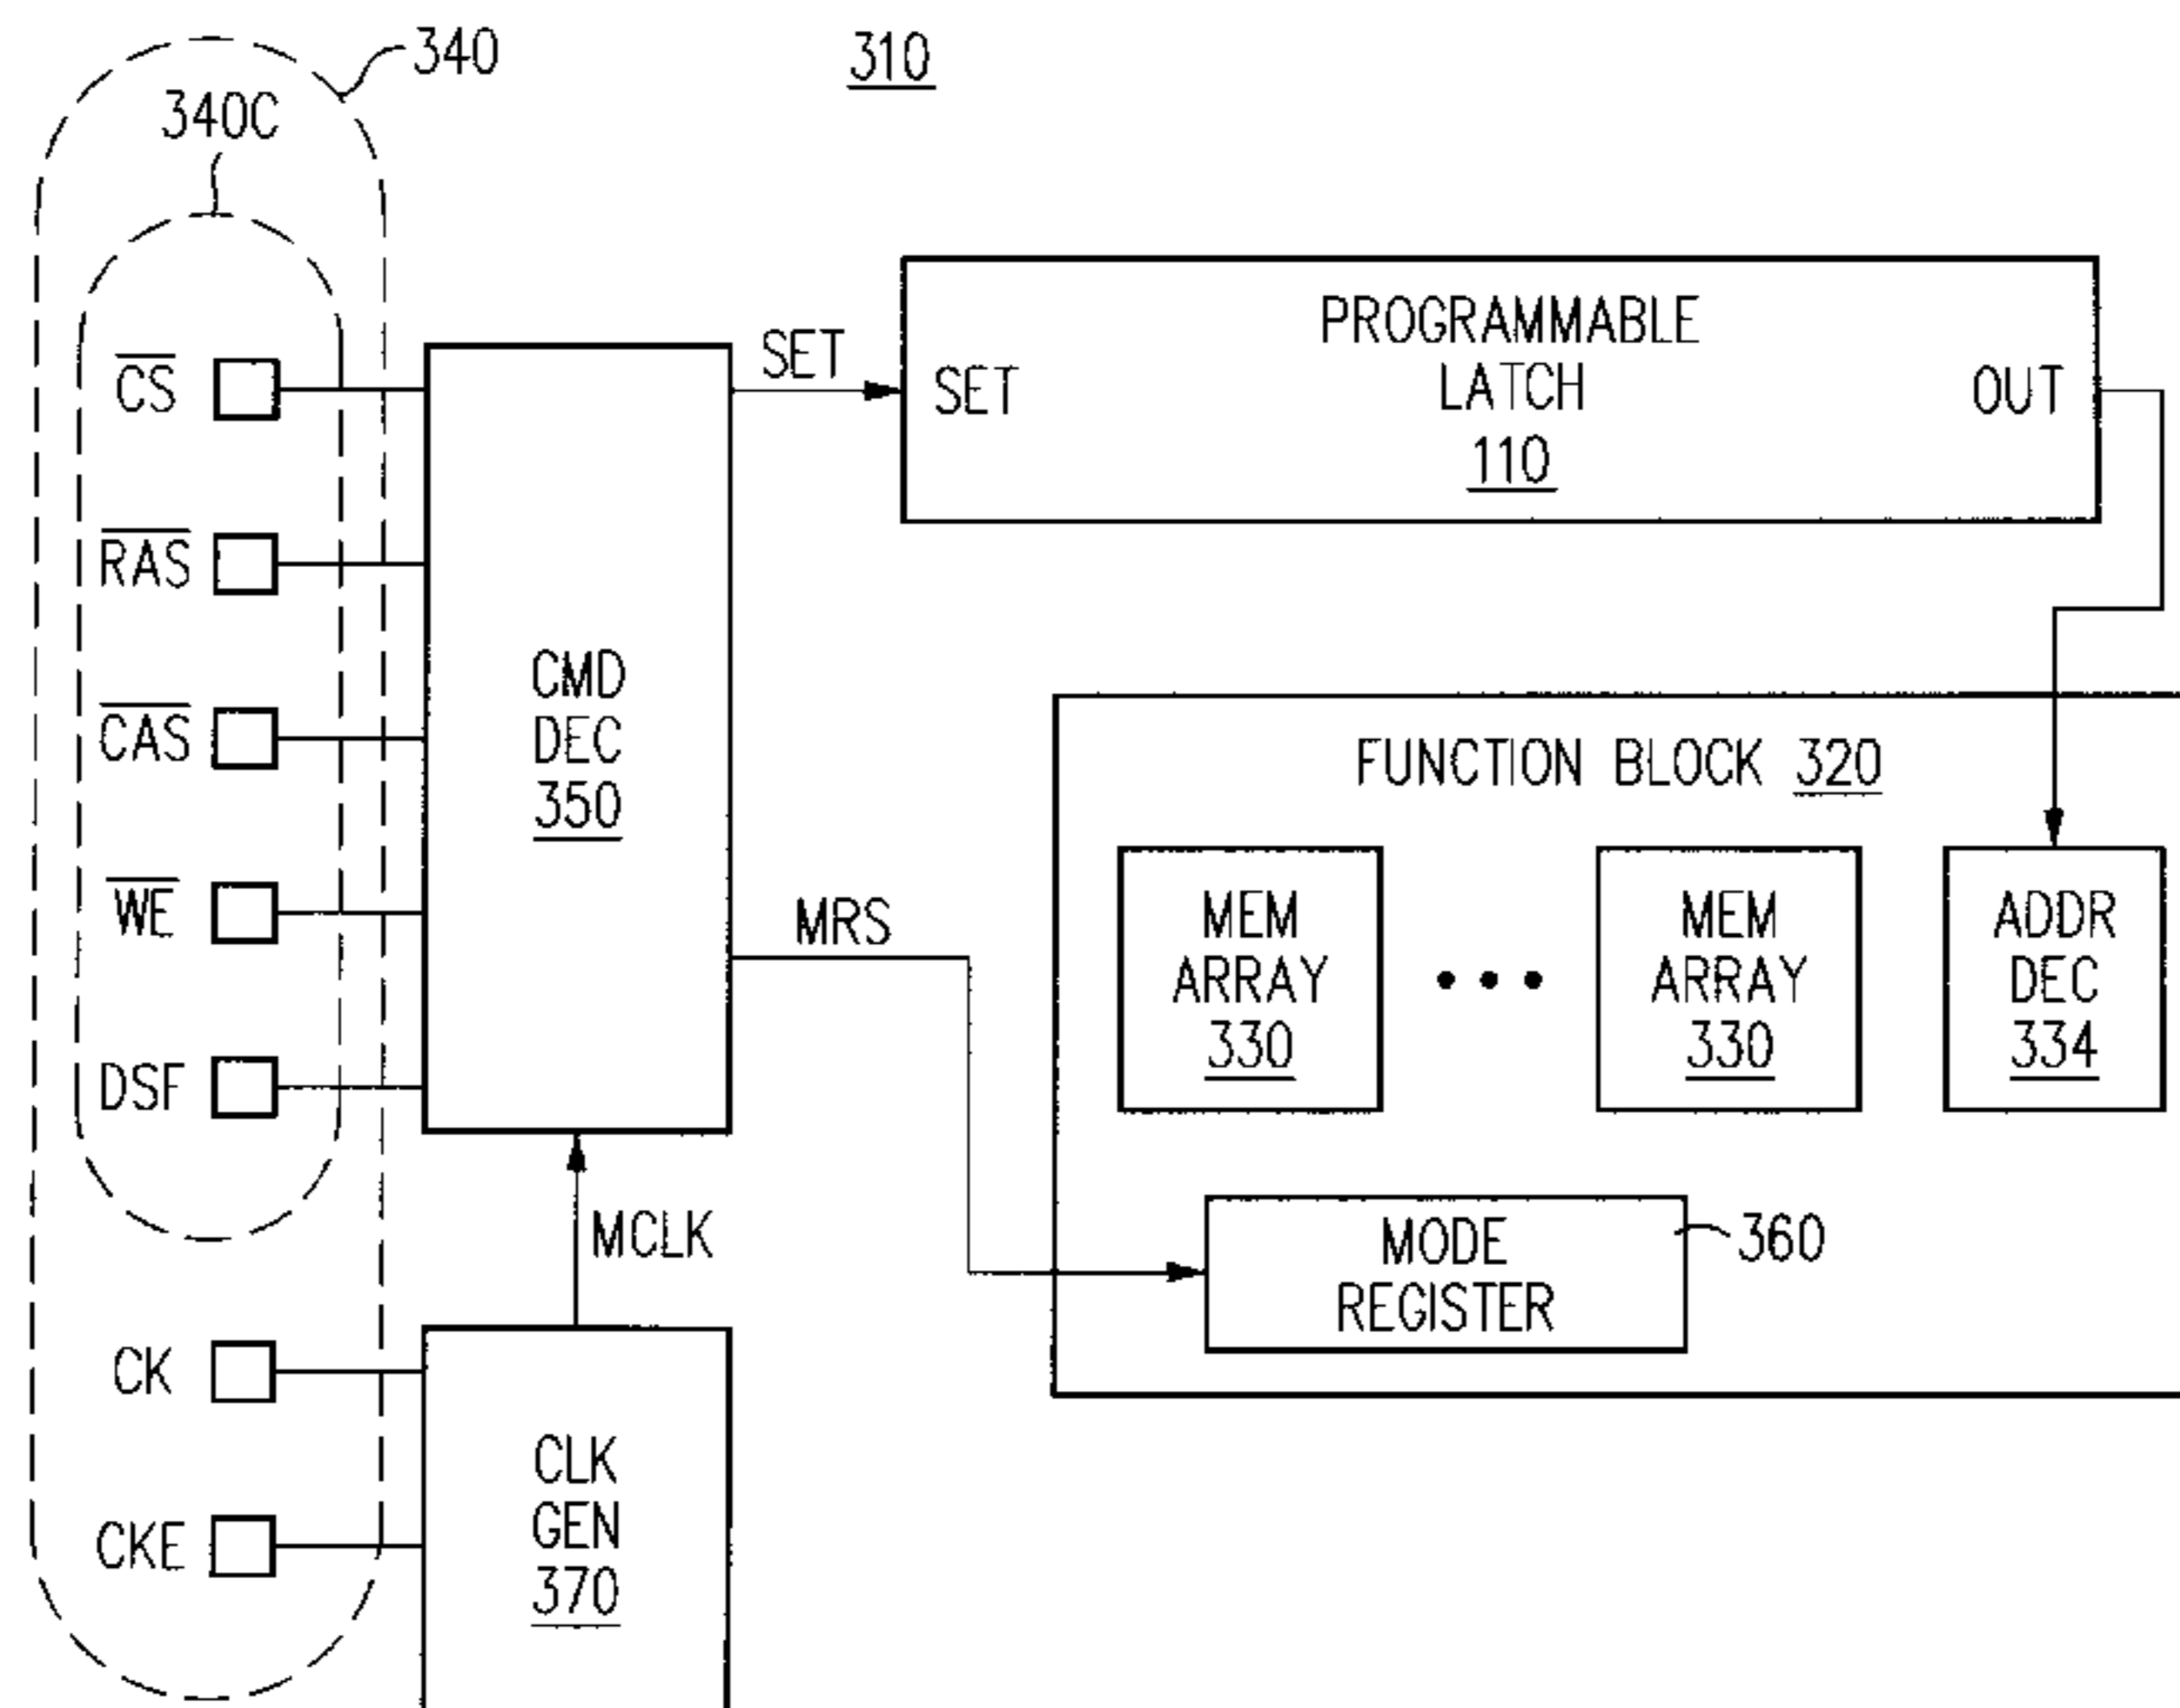 340
310
340C
CS
SET
SET
PROGRAMMABLE
LATCH
110
OUT
RAS
CMD
DEC
350
CAS
FUNCTION BLOCK 320
WE
MRS
MEM
ARRAY
330
MEM
ARRAY
330
ADDR
DEC
334
DSF
MCLK
MODE
REGISTER
360
CK
CLK
GEN
370
CKE